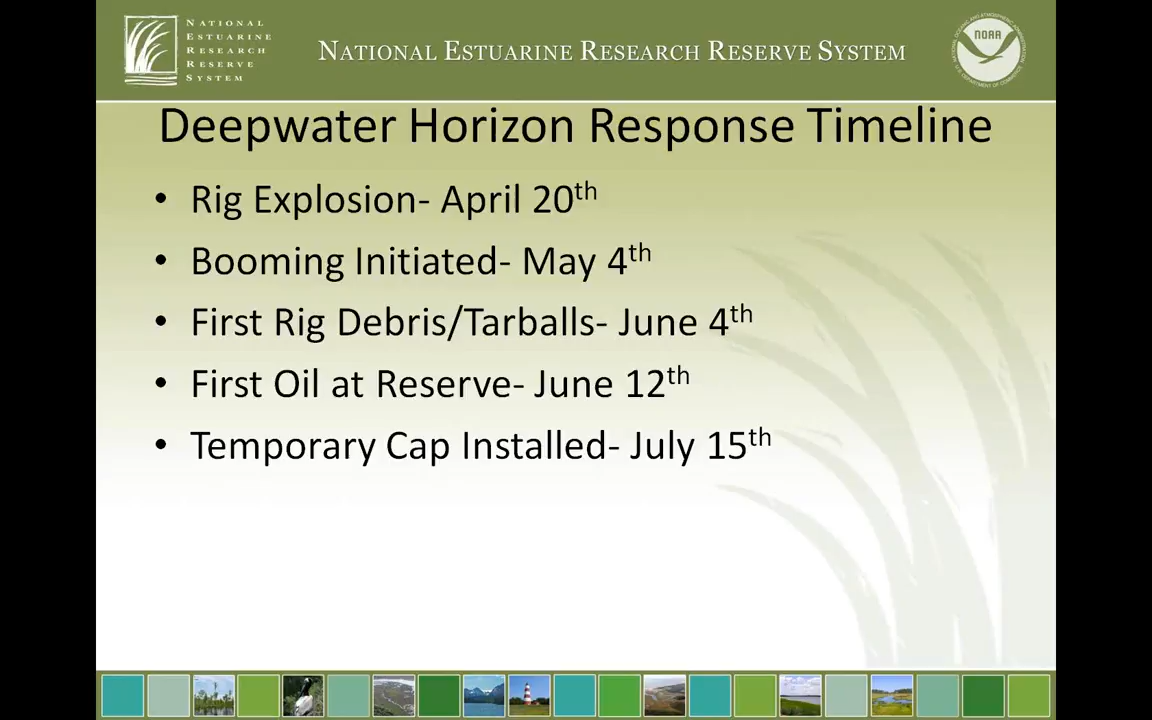 NATIONAL
ESTUARINE
RESEARCH
RESERVE
SYSTEM
NATIONAL ESTUARINE RESEARCH RESERVE SYSTEM
NOAA
Deepwater Horizon Response Timeline
• Rig Explosion- April 20th
• Booming Initiated- May 4th
• First Rig Debris/Tarballs- June 4th
• First Oil at Reserve- June 12th
• Temporary Cap Installed- July 15th